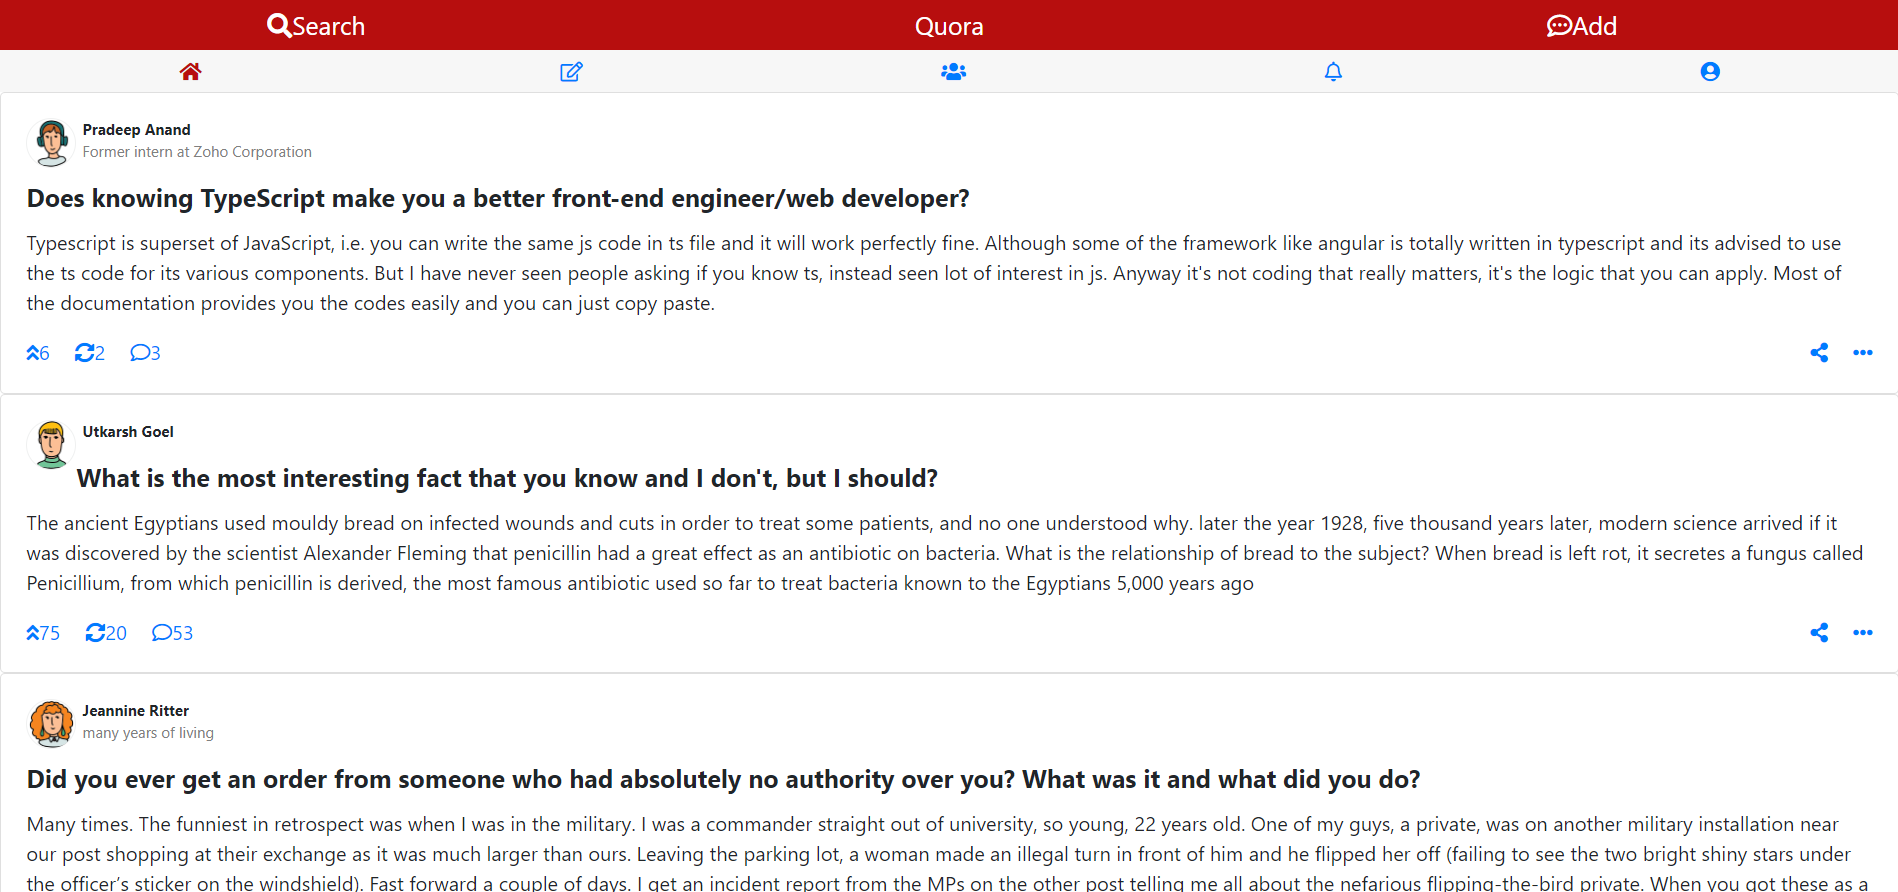 Search Quora Add
Pradeep Anand
Former intern at Zoho Corporation
Does knowing TypeScript make you a better front-end engineer/web developer?
Typescript is superset of JavaScript, i.e. you can write the same js code in ts file and it will work perfectly fine. Although some of the framework like angular is totally written in typescript and its advised to use
the ts code for its various components. But I have never seen people asking if you know ts, instead seen lot of interest in js. Anyway it's not coding that really matters, it's the logic that you can apply. Most of
the documentation provides you the codes easily and you can just copy paste.
6 2 3
Utkarsh Goel
What is the most interesting fact that you know and I don't, but I should?
The ancient Egyptians used mouldy bread on infected wounds and cuts in order to treat some patients, and no one understood why. later the year 1928, five thousand years later, modern science arrived if it
was discovered by the scientist Alexander Fleming that penicillin had a great effect as an antibiotic on bacteria. What is the relationship of bread to the subject? When bread is left rot, it secretes a fungus called
Penicillium, from which penicillin is derived, the most famous antibiotic used so far to treat bacteria known to the Egyptians 5,000 years ago
75 20 53
Jeannine Ritter
many years of living
Did you ever get an order from someone who had absolutely no authority over you? What was it and what did you do?
Many times. The funniest in retrospect was when I was in the military. I was a commander straight out of university, so young, 22 years old. One of my guys, a private, was on another military installation near
our post shopping at their exchange as it was much larger than ours. Leaving the parking lot, a woman made an illegal turn in front of him and he flipped her off (failing to see the two bright shiny stars under
the officer’s sticker on the windshield). Fast forward a couple of days. I get an incident report from the MPs on the other post telling me all about the nefarious flipping-the-bird private. When you got these as a